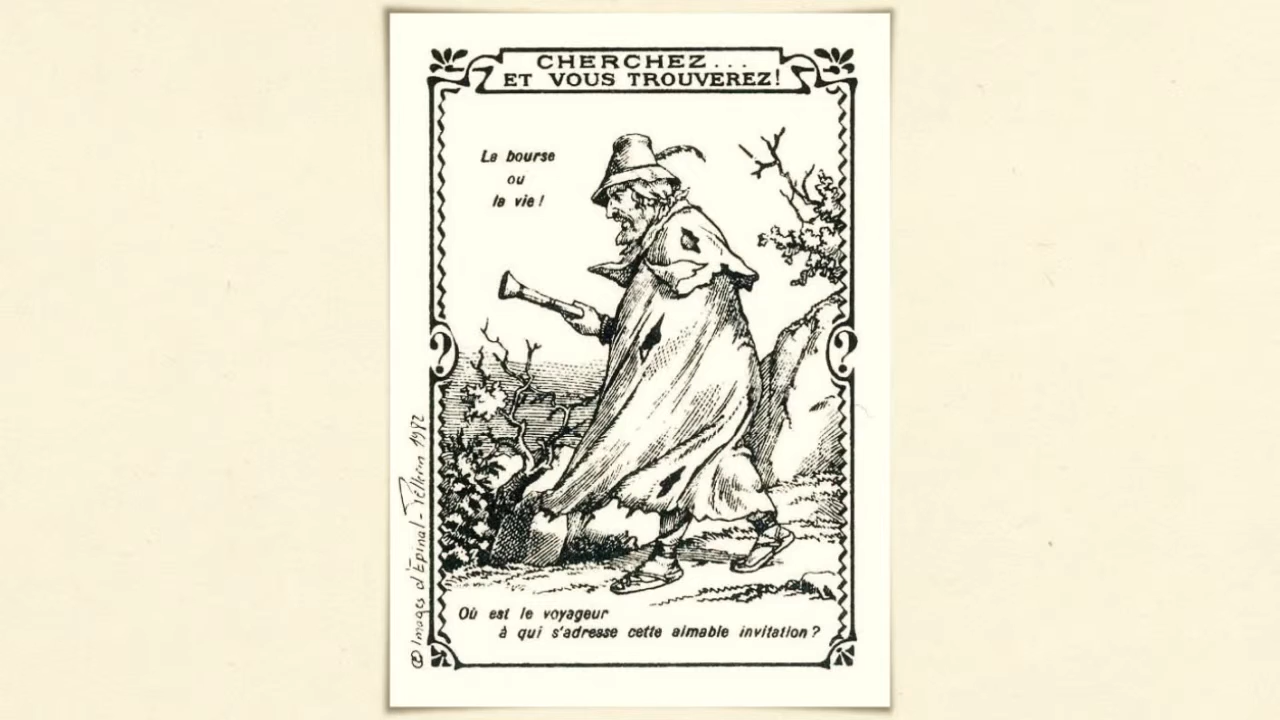 CHERCHEZ...
ET VOUS TROUVEREZ!
La bourse
ou
la vie!
?
?
Où est le voyageur
à qui s'adresse cette aimable invitation?
© Images d'Épinal - Pellerin 1982